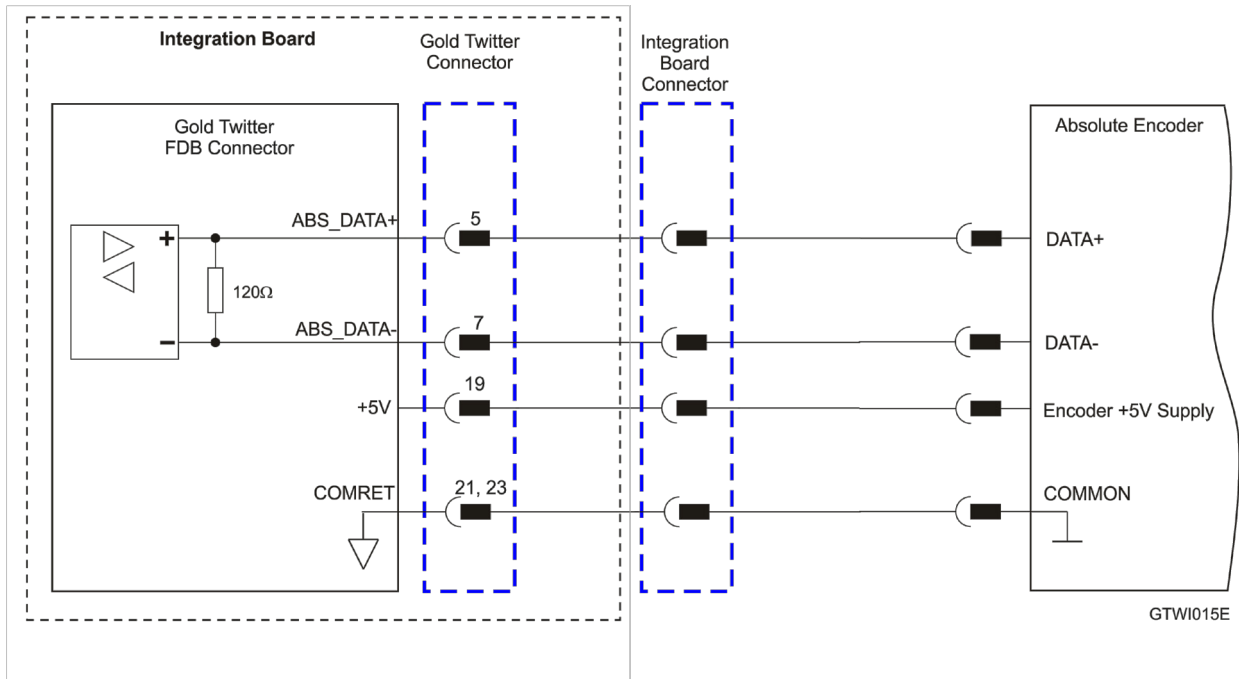 Integration Board
Gold Twitter
Connector
Integration
Board
Connector
Gold Twitter
FDB Connector
Absolute Encoder
ABS_DATA+
5
DATA+
+
120Ω
ABS_DATA-
7
DATA-
−
19
+5V
Encoder +5V Supply
COMRET
21, 23
COMMON
GTWI015E